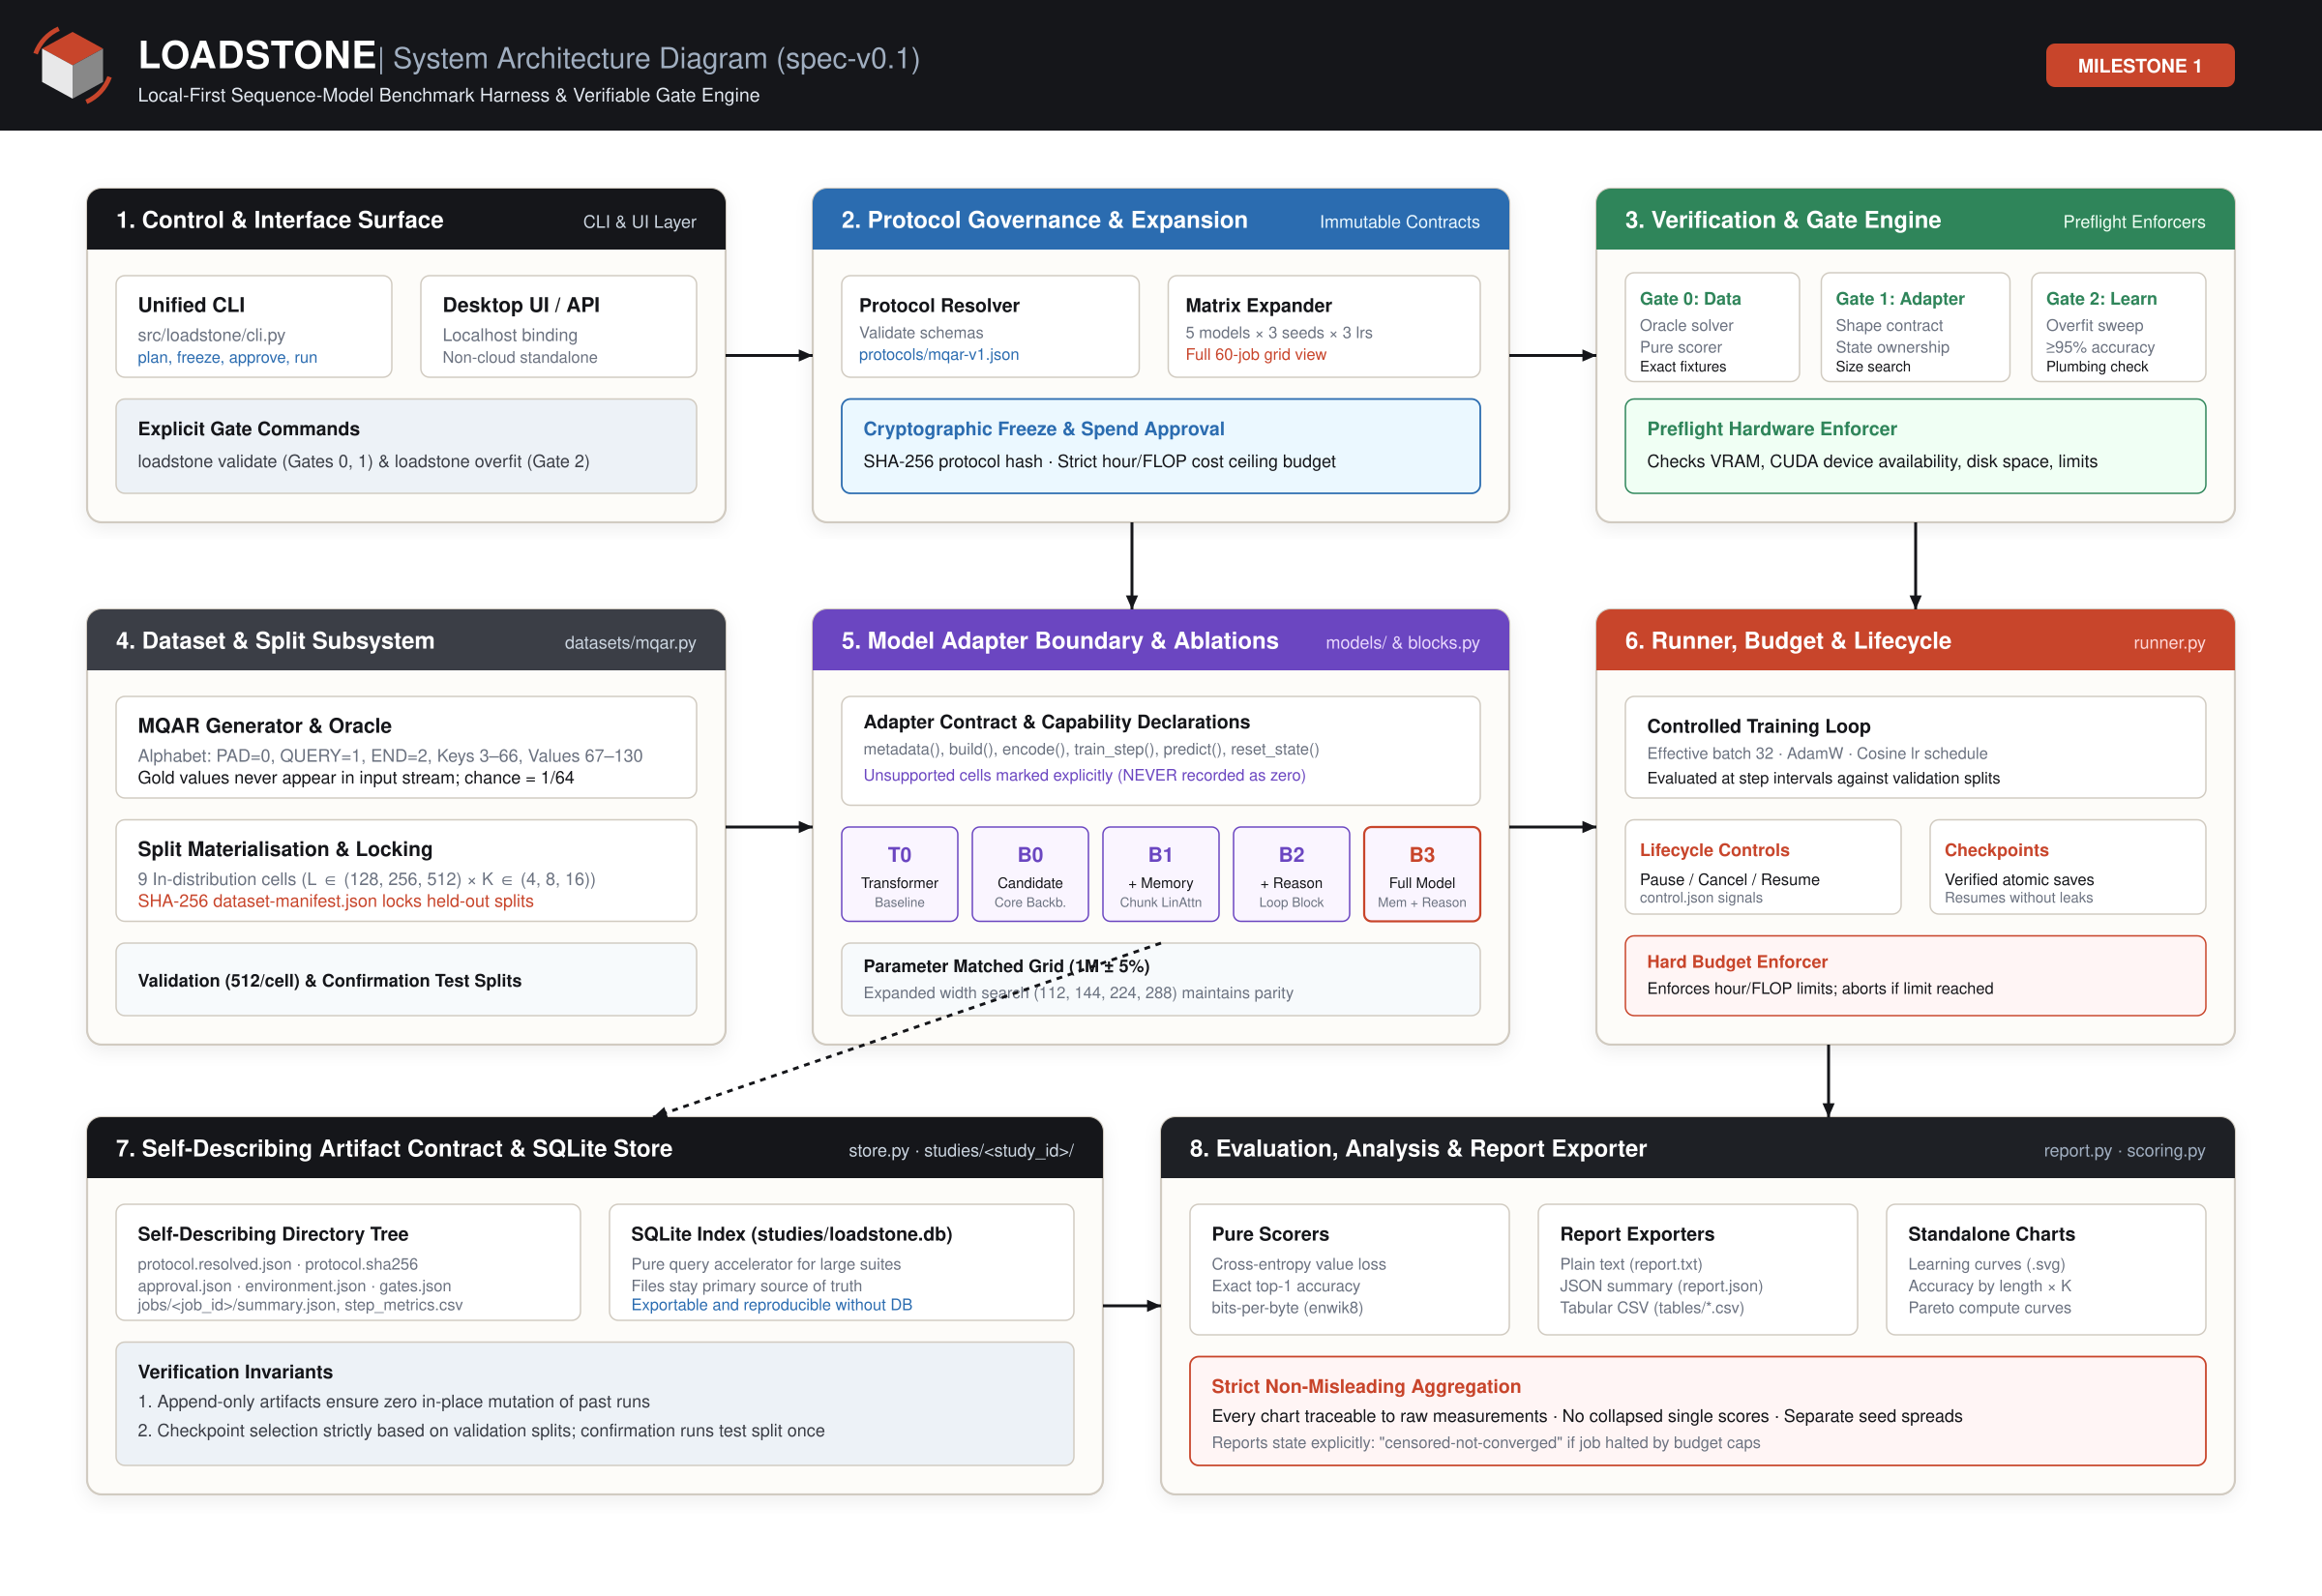 LOADSTONE | System Architecture Diagram (spec-v0.1)
Local-First Sequence-Model Benchmark Harness & Verifiable Gate Engine
MILESTONE 1
1. Control & Interface Surface
CLI & UI Layer
Unified CLI
src/loadstone/cli.py
plan, freeze, approve, run
Desktop UI / API
Localhost binding
Non-cloud standalone
Explicit Gate Commands
loadstone validate (Gates 0, 1) & loadstone overfit (Gate 2)
2. Protocol Governance & Expansion
Immutable Contracts
Protocol Resolver
Validate schemas
protocols/mqar-v1.json
Matrix Expander
5 models × 3 seeds × 3 lrs
Full 60-job grid view
Cryptographic Freeze & Spend Approval
SHA-256 protocol hash · Strict hour/FLOP cost ceiling budget
3. Verification & Gate Engine
Preflight Enforcers
Gate 0: Data
Oracle solver
Pure scorer
Exact fixtures
Gate 1: Adapter
Shape contract
State ownership
Size search
Gate 2: Learn
Overfit sweep
≥95% accuracy
Plumbing check
Preflight Hardware Enforcer
Checks VRAM, CUDA device availability, disk space, limits
4. Dataset & Split Subsystem
datasets/mqar.py
MQAR Generator & Oracle
Alphabet: PAD=0, QUERY=1, END=2, Keys 3–66, Values 67–130
Gold values never appear in input stream; chance = 1/64
Split Materialisation & Locking
9 In-distribution cells (L ∈ (128, 256, 512) × K ∈ (4, 8, 16))
SHA-256 dataset-manifest.json locks held-out splits
Validation (512/cell) & Confirmation Test Splits
5. Model Adapter Boundary & Ablations
models/ & blocks.py
Adapter Contract & Capability Declarations
metadata(), build(), encode(), train_step(), predict(), reset_state()
Unsupported cells marked explicitly (NEVER recorded as zero)
T0
Transformer
Baseline
B0
Candidate
Core Backb.
B1
+ Memory
Chunk LinAttn
B2
+ Reason
Loop Block
B3
Full Model
Mem + Reason
Parameter Matched Grid (1M ± 5%)
Expanded width search (112, 144, 224, 288) maintains parity
6. Runner, Budget & Lifecycle
runner.py
Controlled Training Loop
Effective batch 32 · AdamW · Cosine lr schedule
Evaluated at step intervals against validation splits
Lifecycle Controls
Pause / Cancel / Resume
control.json signals
Checkpoints
Verified atomic saves
Resumes without leaks
Hard Budget Enforcer
Enforces hour/FLOP limits; aborts if limit reached
7. Self-Describing Artifact Contract & SQLite Store
store.py · studies/<study_id>/
Self-Describing Directory Tree
protocol.resolved.json · protocol.sha256
approval.json · environment.json · gates.json
jobs/<job_id>/summary.json, step_metrics.csv
SQLite Index (studies/loadstone.db)
Pure query accelerator for large suites
Files stay primary source of truth
Exportable and reproducible without DB
Verification Invariants
1. Append-only artifacts ensure zero in-place mutation of past runs
2. Checkpoint selection strictly based on validation splits; confirmation runs test split once
8. Evaluation, Analysis & Report Exporter
report.py · scoring.py
Pure Scorers
Cross-entropy value loss
Exact top-1 accuracy
bits-per-byte (enwik8)
Report Exporters
Plain text (report.txt)
JSON summary (report.json)
Tabular CSV (tables/*.csv)
Standalone Charts
Learning curves (.svg)
Accuracy by length × K
Pareto compute curves
Strict Non-Misleading Aggregation
Every chart traceable to raw measurements · No collapsed single scores · Separate seed spreads
Reports state explicitly: "censored-not-converged" if job halted by budget caps